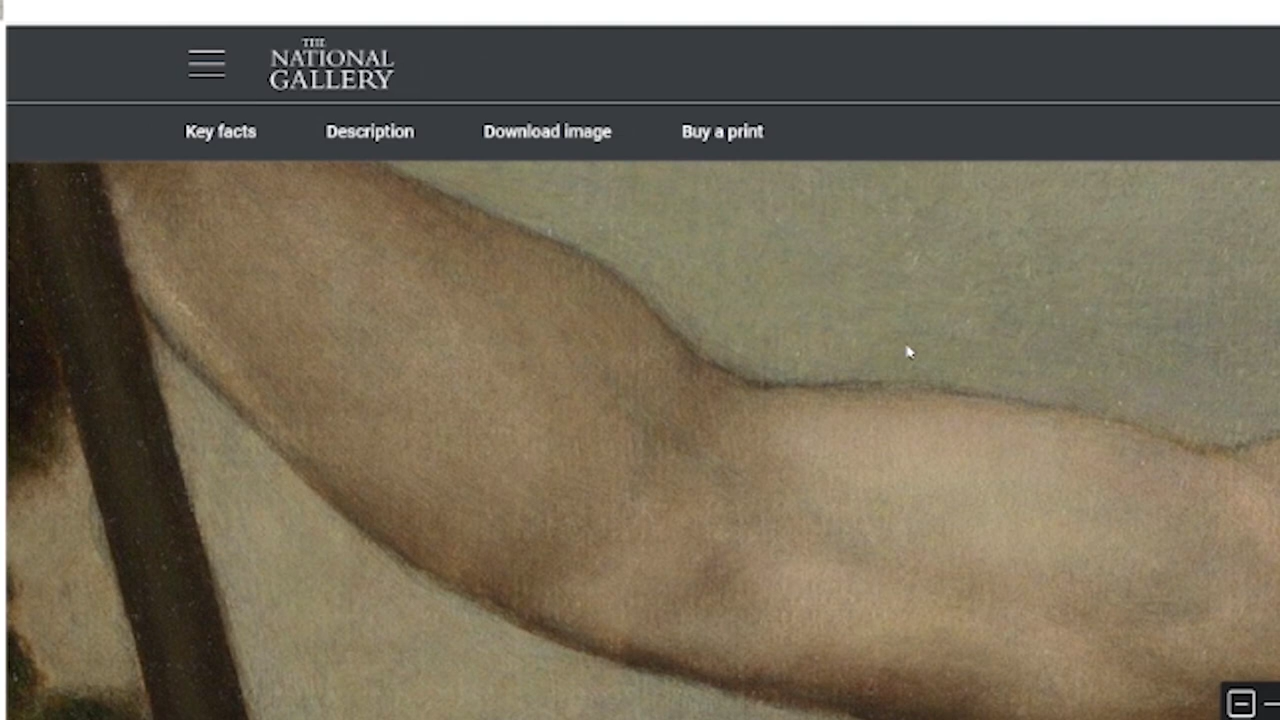 THE
NATIONAL
GALLERY
Key facts
Description
Download image
Buy a print